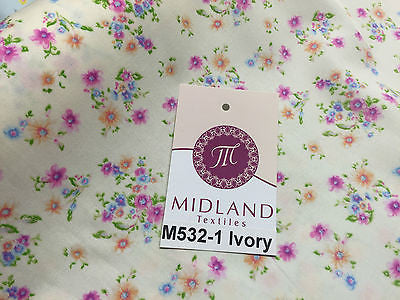 M
MIDLAND
Textiles
M532-1 Ivory